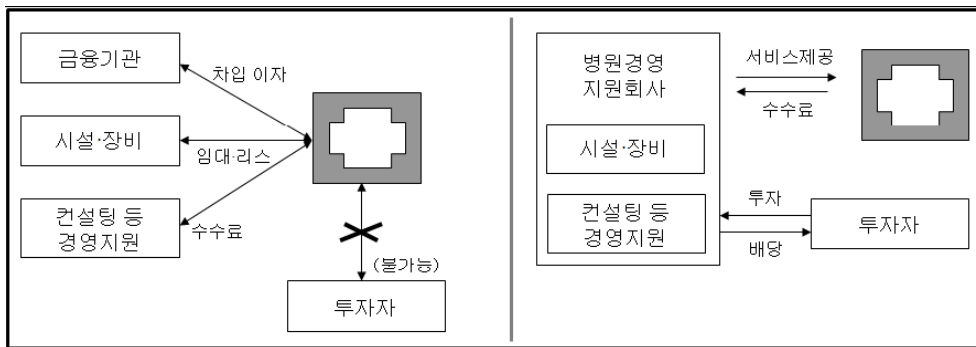 금융기관
차입 이자
시설·장비
임대·리스
컨설팅 등
경영지원
수수료
(불가능)
투자자
병원경영
지원회사
서비스제공
수수료
시설·장비
컨설팅 등
경영지원
투자
배당
투자자